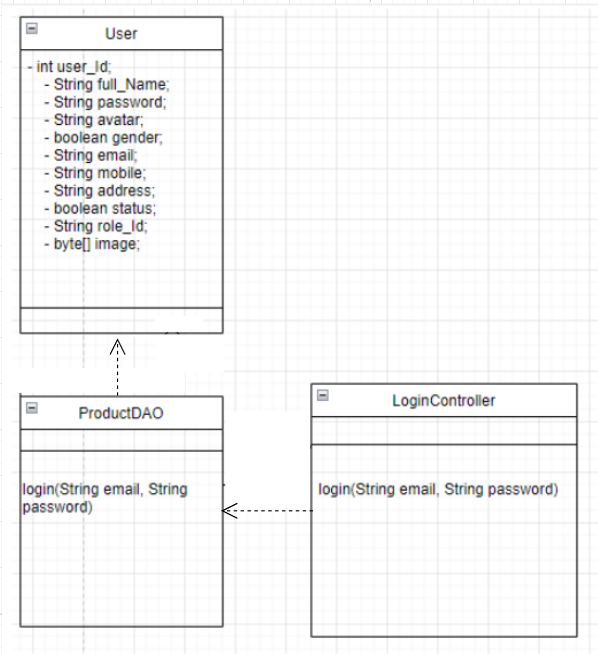 User
- int user_Id;
- String full_Name;
- String password;
- String avatar;
- boolean gender;
- String email;
- String mobile;
- String address;
- boolean status;
- String role_Id;
- byte[] image;
ProductDAO
login(String email, String
password)
LoginController
login(String email, String password)